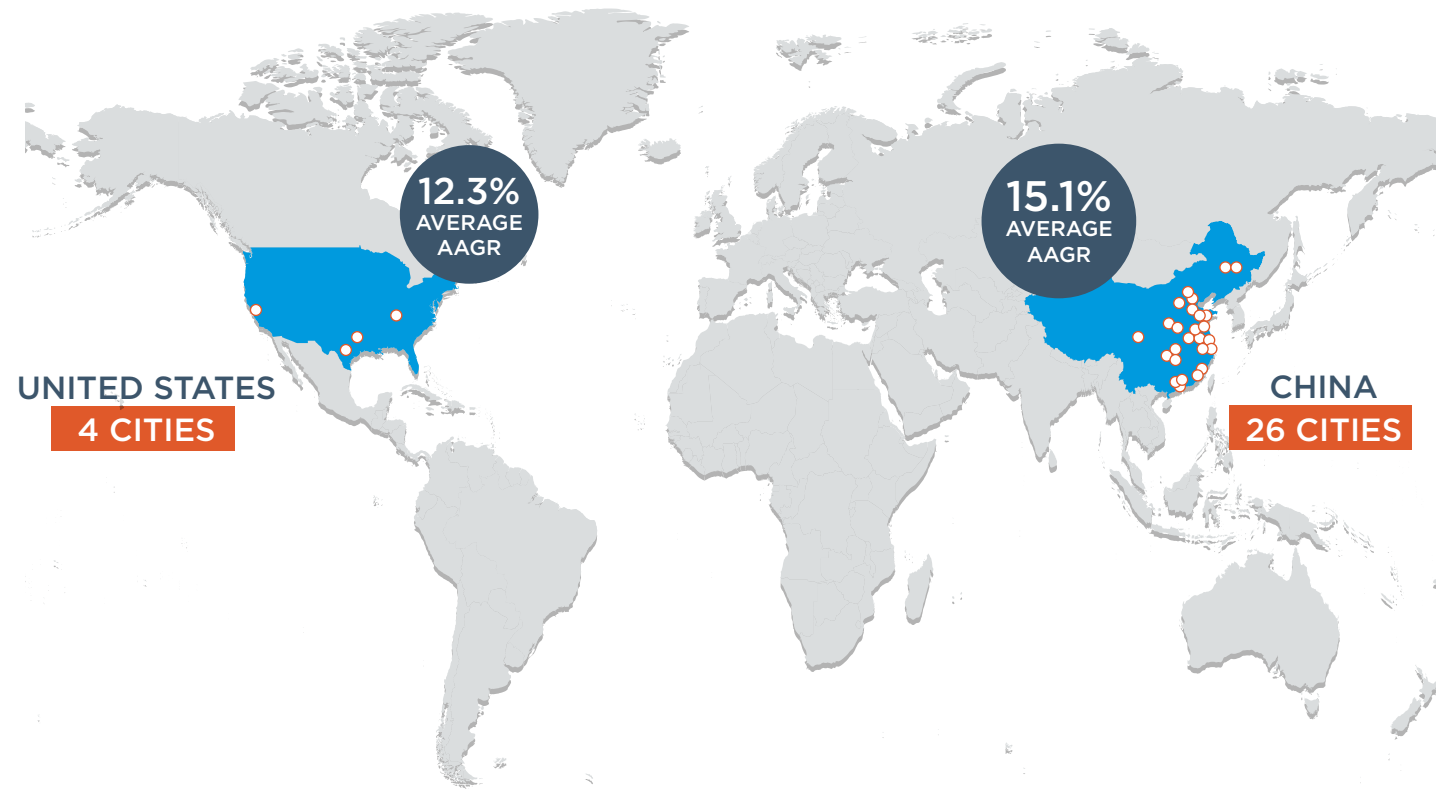 12.3%
AVERAGE
AAGR
15.1%
AVERAGE
AAGR
UNITED STATES
4 CITIES
CHINA
26 CITIES